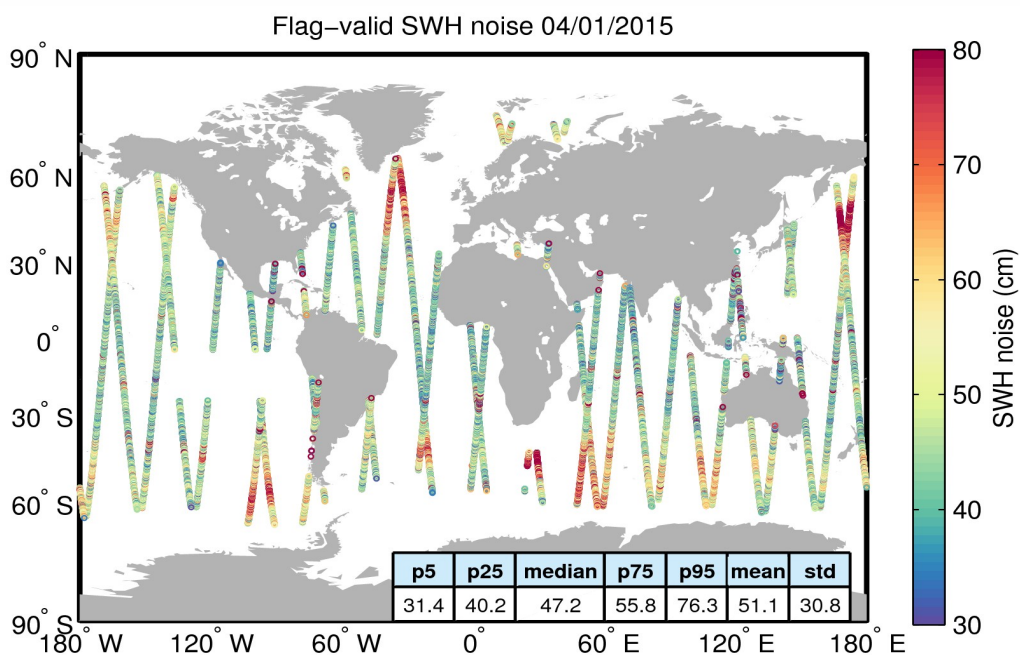 Flag−valid SWH noise 04/01/2015
90° N
60° N
30° N
0°
30° S
60° S
90° S
180° W
120° W
60° W
0°
60° E
120° E
180° E
80
70
60
50
40
30
SWH noise (cm)
p5 p25 median p75 p95 mean std
31.4 40.2 47.2 55.8 76.3 51.1 30.8